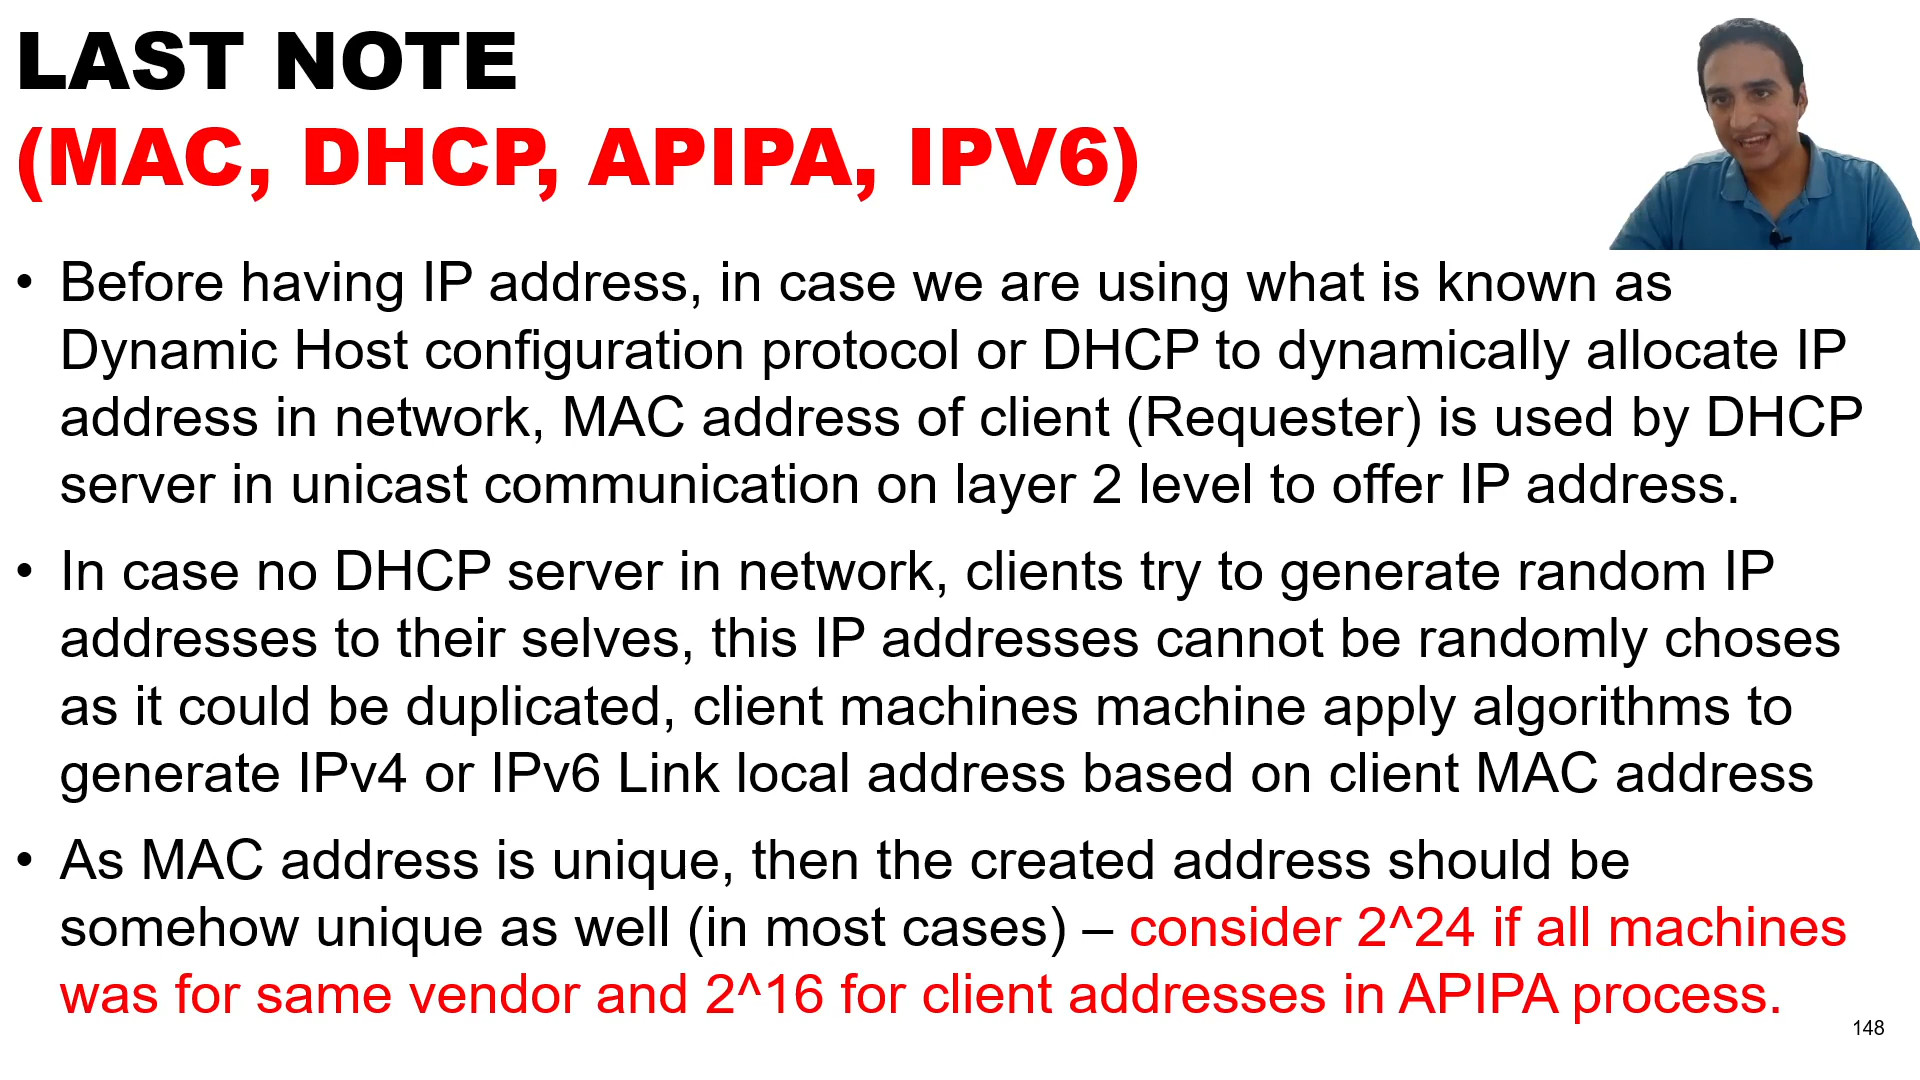 LAST NOTE
(MAC, DHCP, APIPA, IPV6)
• Before having IP address, in case we are using what is known as
Dynamic Host configuration protocol or DHCP to dynamically allocate IP
address in network, MAC address of client (Requester) is used by DHCP
server in unicast communication on layer 2 level to offer IP address.
• In case no DHCP server in network, clients try to generate random IP
addresses to their selves, this IP addresses cannot be randomly choses
as it could be duplicated, client machines machine apply algorithms to
generate IPv4 or IPv6 Link local address based on client MAC address
• As MAC address is unique, then the created address should be
somehow unique as well (in most cases) – consider 2^24 if all machines
was for same vendor and 2^16 for client addresses in APIPA process.
148